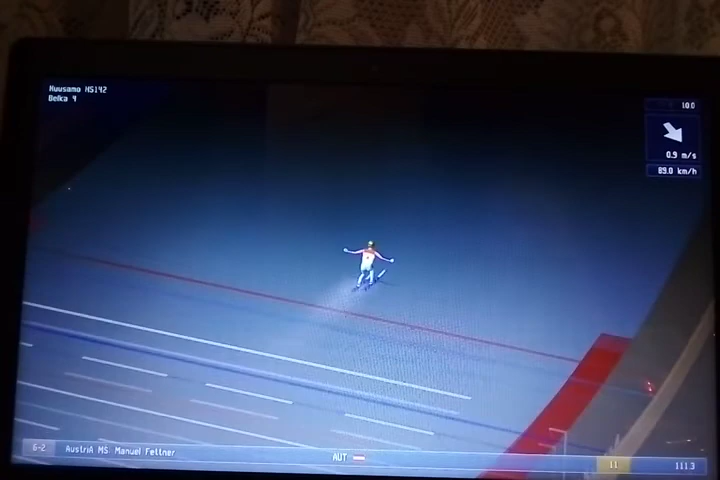 Kuusamo HS142
Belka 4
10.0
0.9 m/s
89.0 km/h
6-2 AustriA MS Manuel Fettner AUT 11 111.3